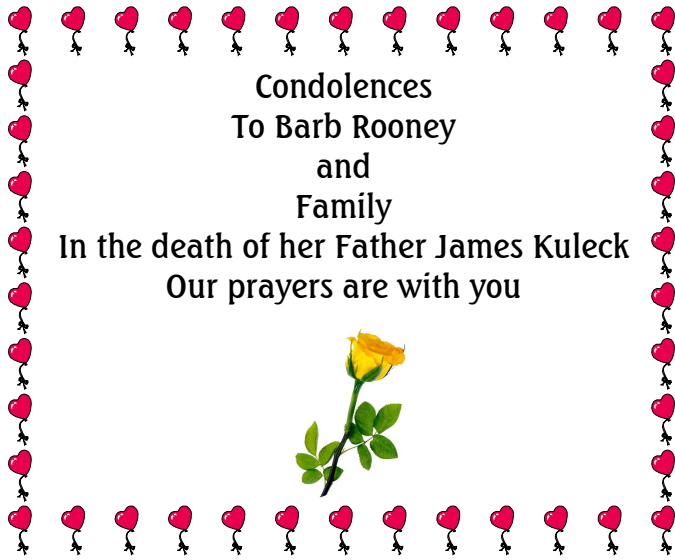 Condolences
To Barb Rooney
and
Family
In the death of her Father James Kuleck
Our prayers are with you